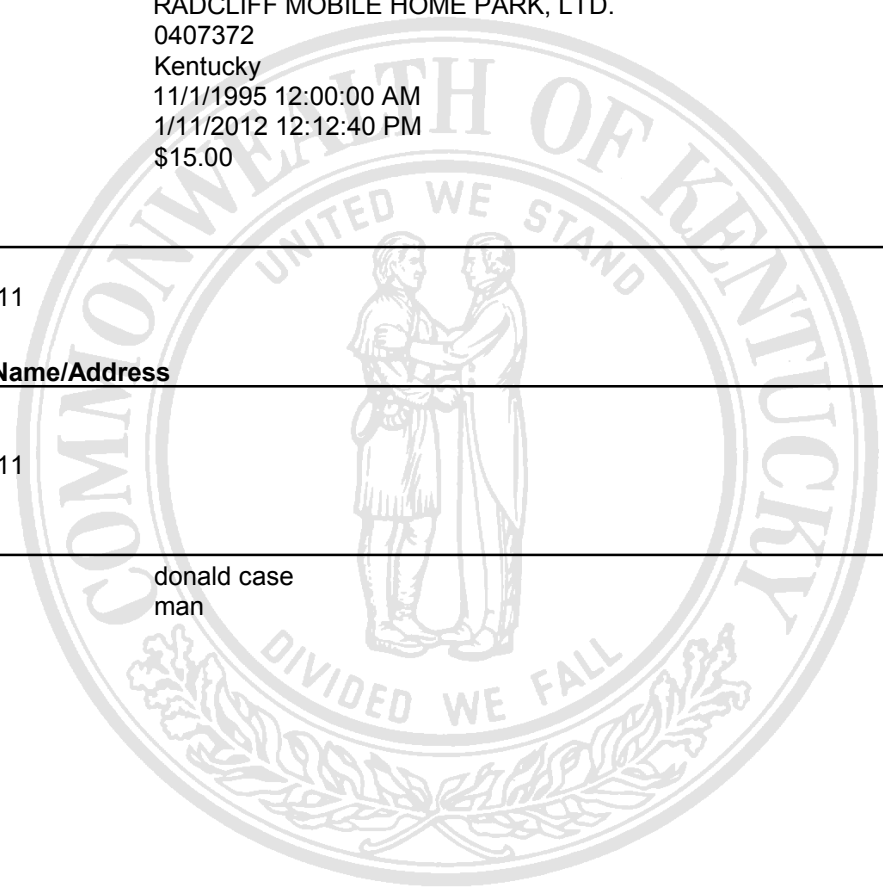 RADCLIFF MOBILE HOME PARK, LTD.
0407372
Kentucky
11/1/1995 12:00:00 AM
1/11/2012 12:12:40 PM
$15.00
COMMONWEALTH OF KENTUCKY
UNITED WE STAND
11
Name/Address
11
donald case
man
DIVIDED WE FALL